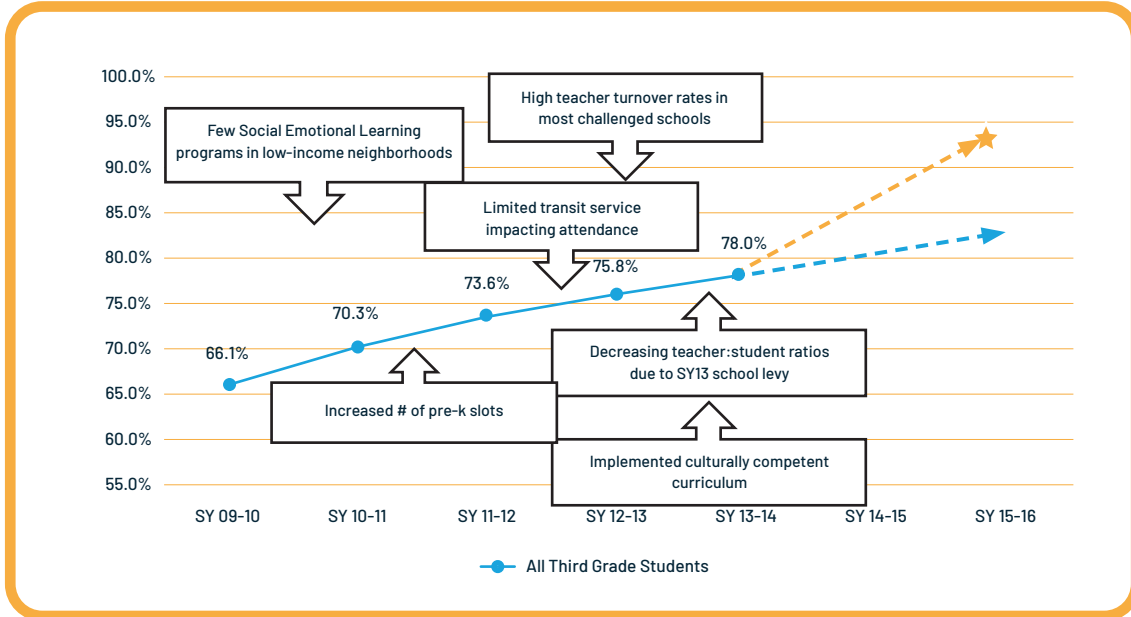 100.0%
95.0%
90.0%
85.0%
80.0%
75.0%
70.0%
65.0%
60.0%
55.0%
High teacher turnover rates in
most challenged schools
Few Social Emotional Learning
programs in low-income neighborhoods
Limited transit service
impacting attendance
66.1%
70.3%
73.6%
75.8%
78.0%
Decreasing teacher:student ratios
due to SY13 school levy
Increased # of pre-k slots
Implemented culturally competent
curriculum
SY 09-10
SY 10-11
SY 11-12
SY 12-13
SY 13-14
SY 14-15
SY 15-16
All Third Grade Students